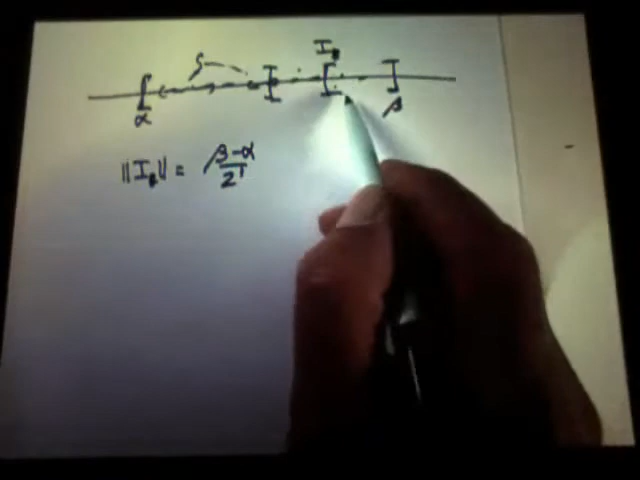 S I₁
[ ] [ ]
α β
||I₁|| = β-α / 2¹